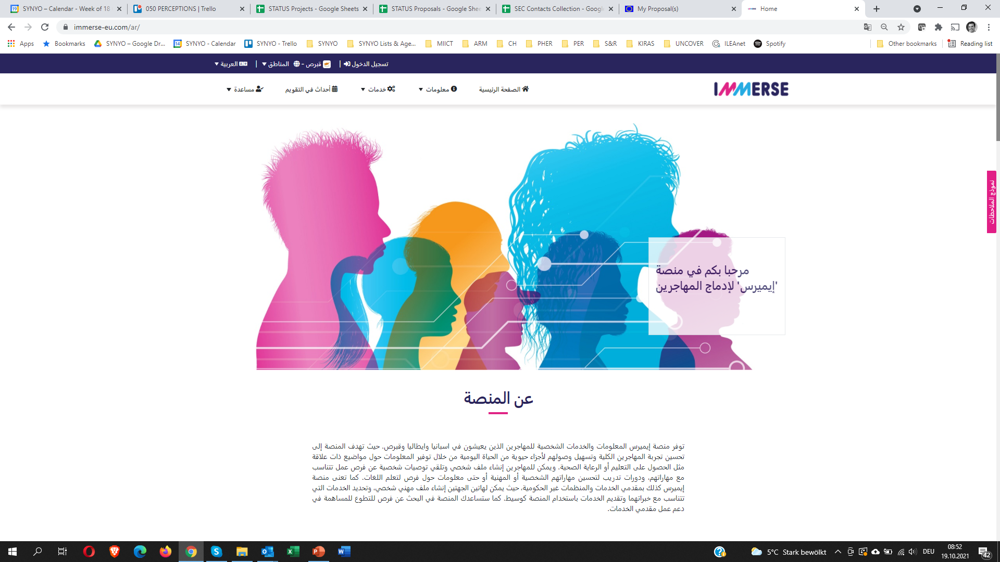 SYNYO – Calendar - Week of 18
050 PERCEPTIONS | Trello
STATUS Projects - Google Sheets
STATUS Proposals - Google Shee
SEC Contacts Collection - Googl
My Proposal(s)
Home
immerse-eu.com/ar/
Apps
Bookmarks
SYNYO – Google Dr...
SYNYO - Calendar
SYNYO - Trello
SYNYO
SYNYO Lists & Age...
MIICT
ARM
CH
PHER
PER
S&R
KIRAS
UNCOVER
ILEAnet
Spotify
Other bookmarks
Reading list
تسجيل الدخول | قبرص - المناطق | العربية
IMMERSE
الصفحة الرئيسية
معلومات
خدمات
أحداث في التقويم
مساعدة
نموذج الملاحظات
مرحبا بكم في منصة
'إيميرس' لإدماج المهاجرين
عن المنصة
توفر منصة إيميرس المعلومات والخدمات الشخصية للمهاجرين الذين يعيشون في اسبانيا وايطاليا وقبرص. حيث تهدف المنصة إلى
تحسين تجربة المهاجرين الكلية وتسهيل وصولهم لأجزاء حيوية من الحياة اليومية من خلال توفير المعلومات حول مواضيع ذات علاقة
مثل الحصول على التعليم أو الرعاية الصحية. ويمكن للمهاجرين إنشاء ملف شخصي وتلقي توصيات شخصية عن فرص عمل تتناسب
مع مهاراتهم، ودورات تدريب لتحسين مهاراتهم الشخصية أو المهنية أو حتى معلومات حول فرص لتعلم اللغات. كما تعنى منصة
إيميرس كذلك بمقدمي الخدمات والمنظمات غير الحكومية، حيث يمكن لهاتين الجهتين إنشاء ملف مهني شخصي، وتحديد الخدمات التي
تتناسب مع خبراتهما وتقديم الخدمات باستخدام المنصة كوسيط. كما ستساعدك المنصة في البحث عن فرص للتطوع للمساهمة في
دعم عمل مقدمي الخدمات.
5°C Stark bewölkt
DEU
08:52
19.10.2021
42